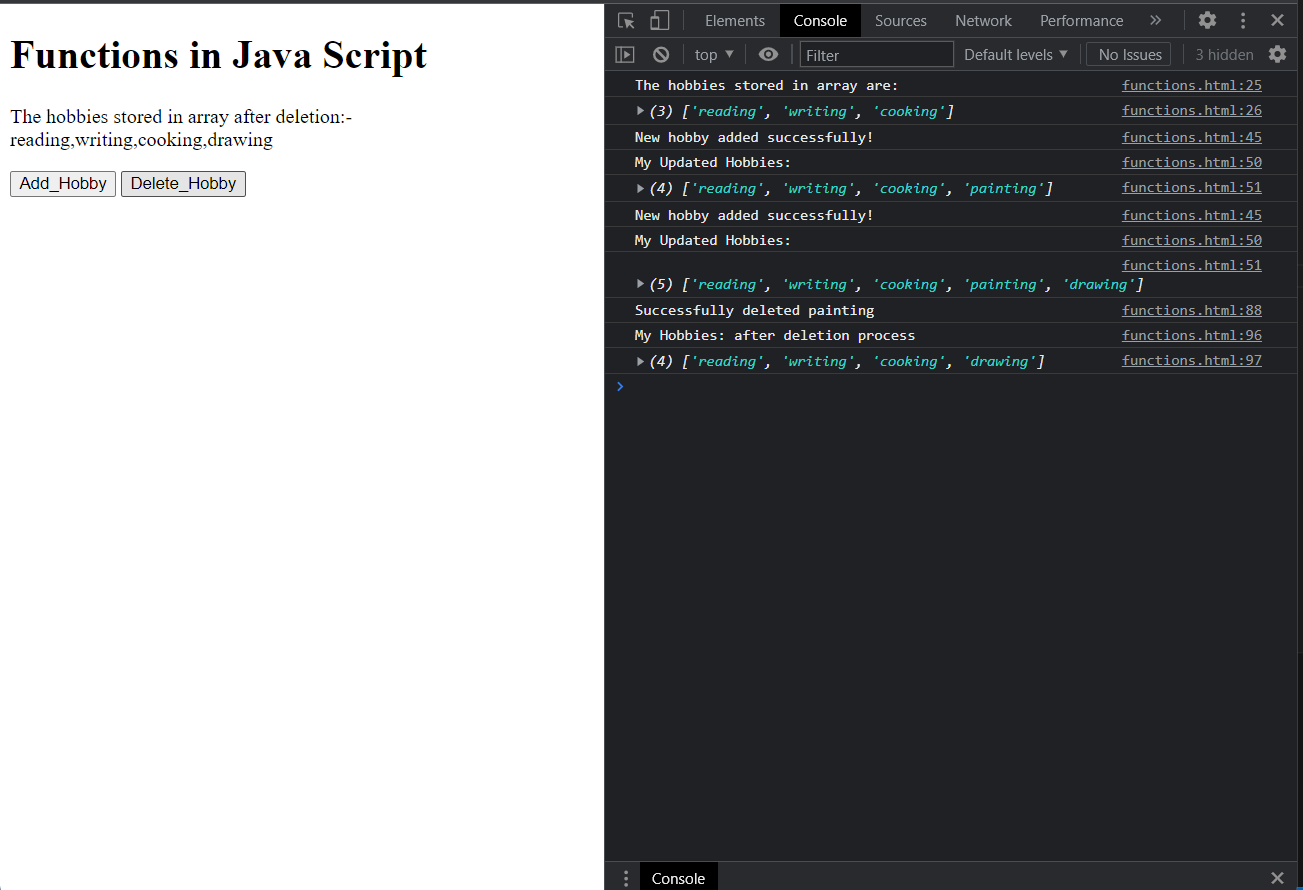 Functions in Java Script
The hobbies stored in array after deletion:-
reading,writing,cooking,drawing
Add_Hobby Delete_Hobby
Elements Console Sources Network Performance »
top ▼ Filter Default levels ▼ No Issues 3 hidden
The hobbies stored in array are: functions.html:25
▶ (3) ['reading', 'writing', 'cooking'] functions.html:26
New hobby added successfully! functions.html:45
My Updated Hobbies: functions.html:50
▶ (4) ['reading', 'writing', 'cooking', 'painting'] functions.html:51
New hobby added successfully! functions.html:45
My Updated Hobbies: functions.html:50
functions.html:51
▶ (5) ['reading', 'writing', 'cooking', 'painting', 'drawing']
Successfully deleted painting functions.html:88
My Hobbies: after deletion process functions.html:96
▶ (4) ['reading', 'writing', 'cooking', 'drawing'] functions.html:97
Console